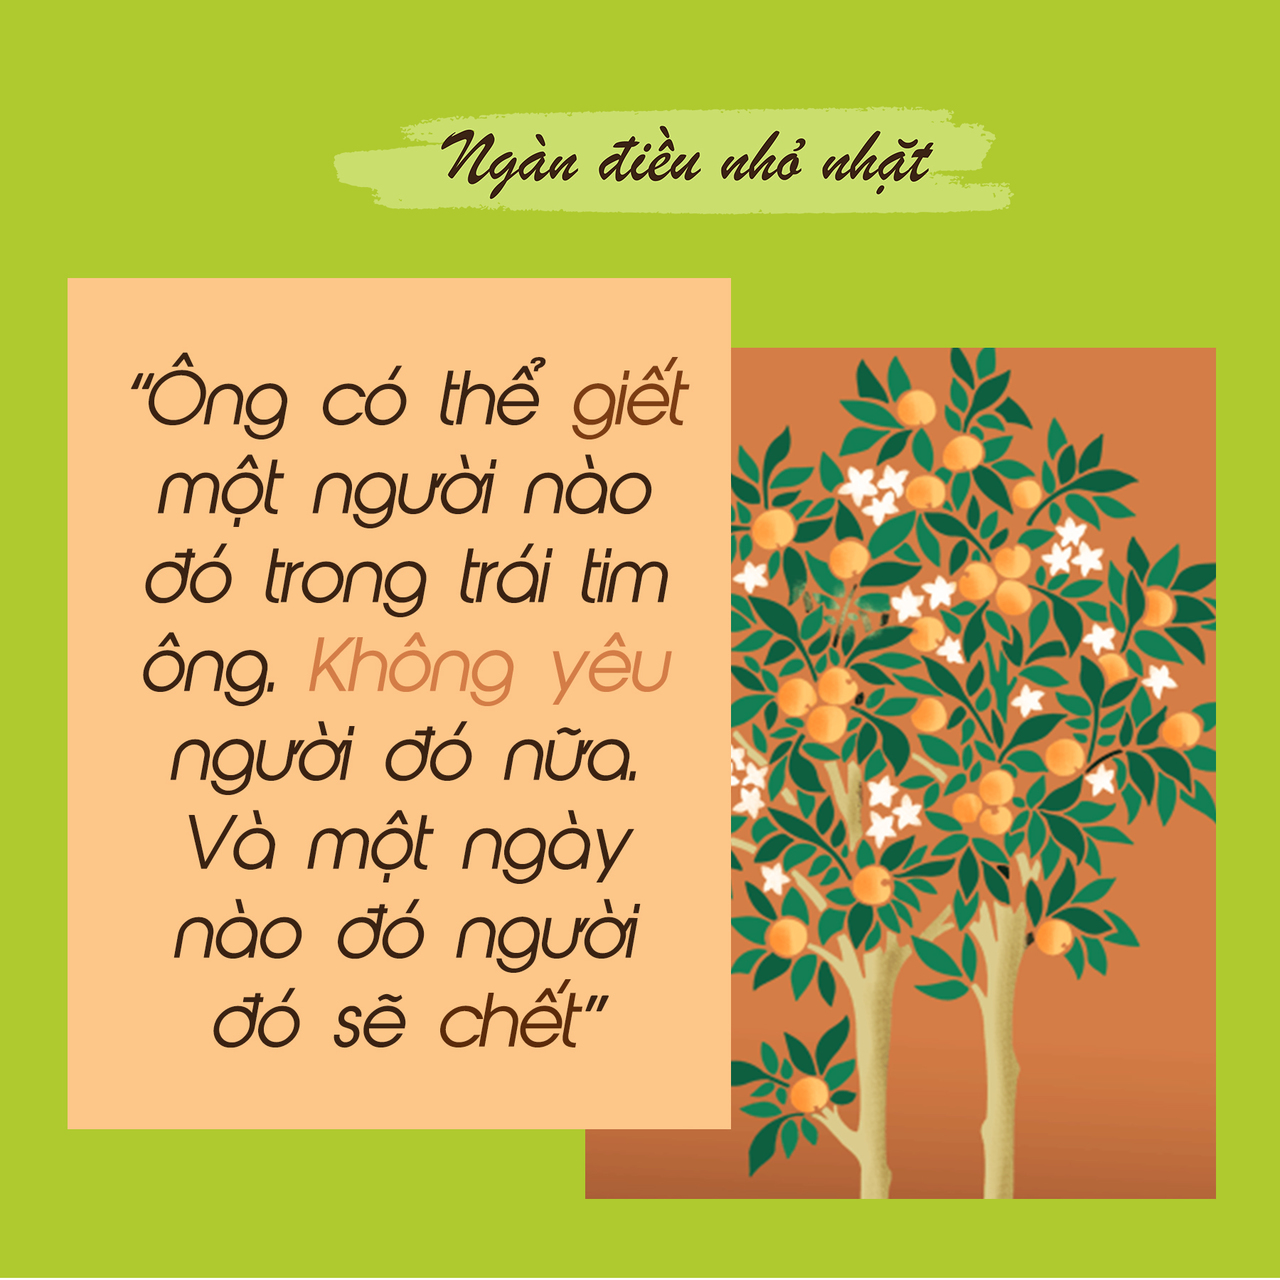 Ngàn điều nhỏ nhặt
“Ông có thể giết
một người nào
đó trong trái tim
ông. Không yêu
người đó nữa.
Và một ngày
nào đó người
đó sẽ chết”